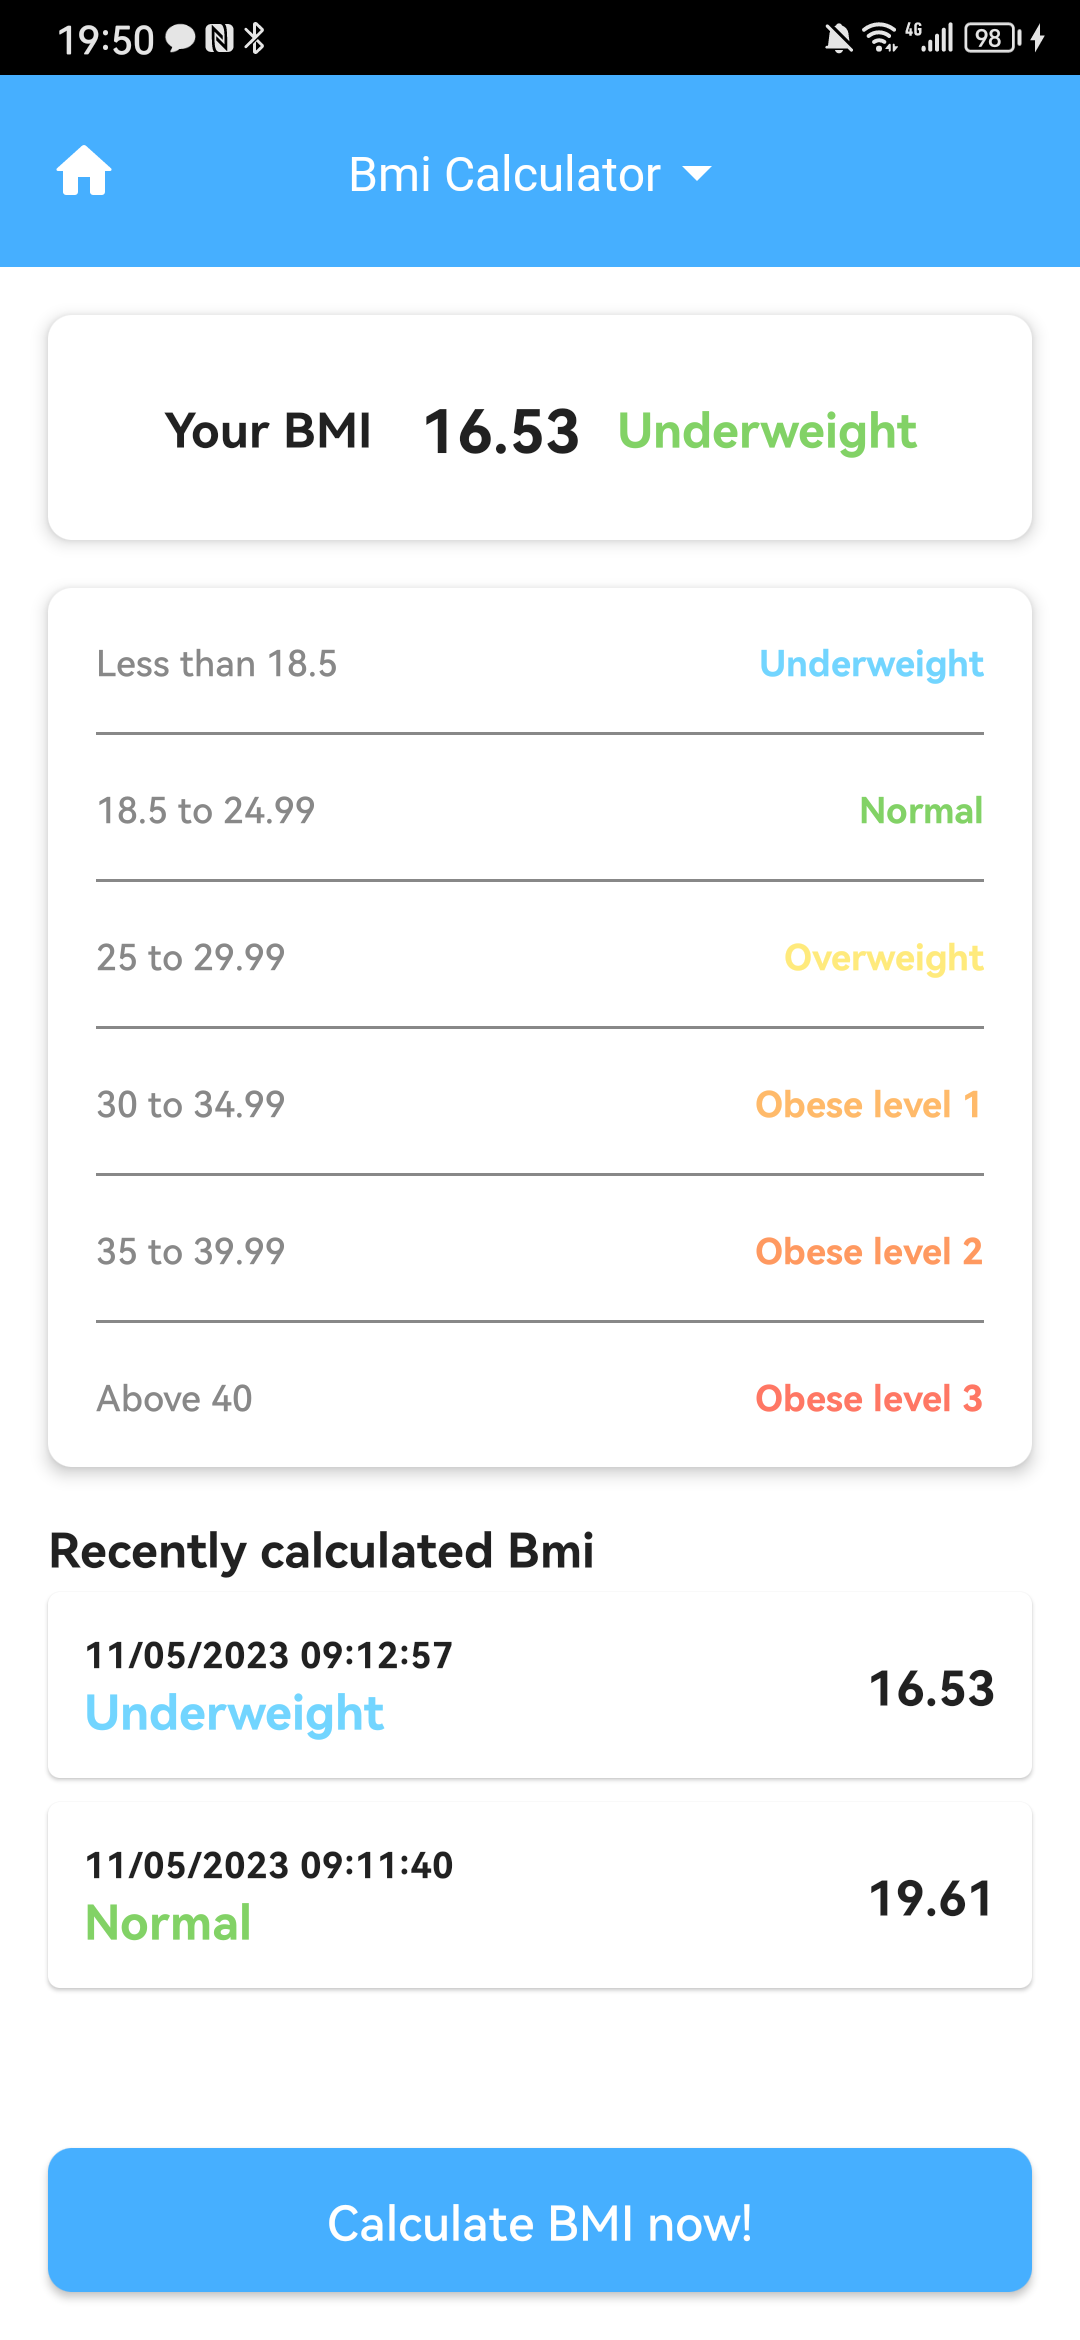 19:50 4G 98
Bmi Calculator
Your BMI 16.53 Underweight
Less than 18.5 Underweight
18.5 to 24.99 Normal
25 to 29.99 Overweight
30 to 34.99 Obese level 1
35 to 39.99 Obese level 2
Above 40 Obese level 3
Recently calculated Bmi
11/05/2023 09:12:57
Underweight
16.53
11/05/2023 09:11:40
Normal
19.61
Calculate BMI now!